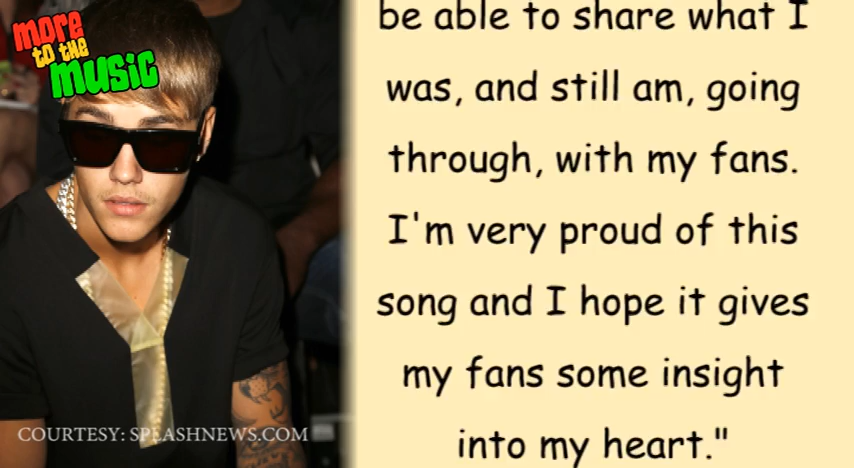 more
to the
music
be able to share what I
was, and still am, going
through, with my fans.
I'm very proud of this
song and I hope it gives
my fans some insight
into my heart."
COURTESY: SPLASHNEWS.COM